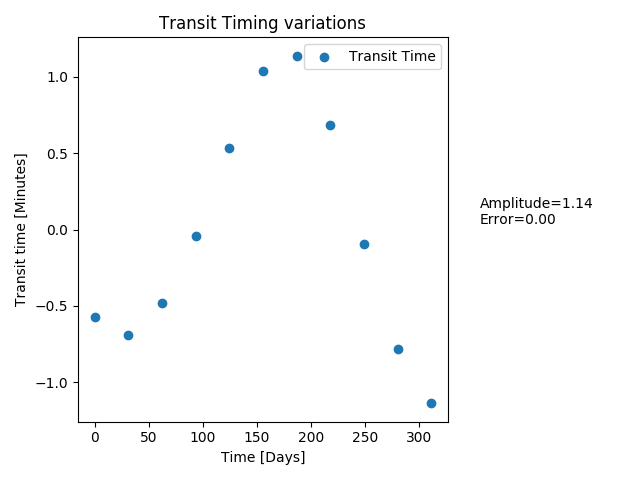 Transit Timing variations
Transit Time
1.0
0.5
0.0
−0.5
−1.0
Transit time [Minutes]
Amplitude=1.14
Error=0.00
0 50 100 150 200 250 300
Time [Days]